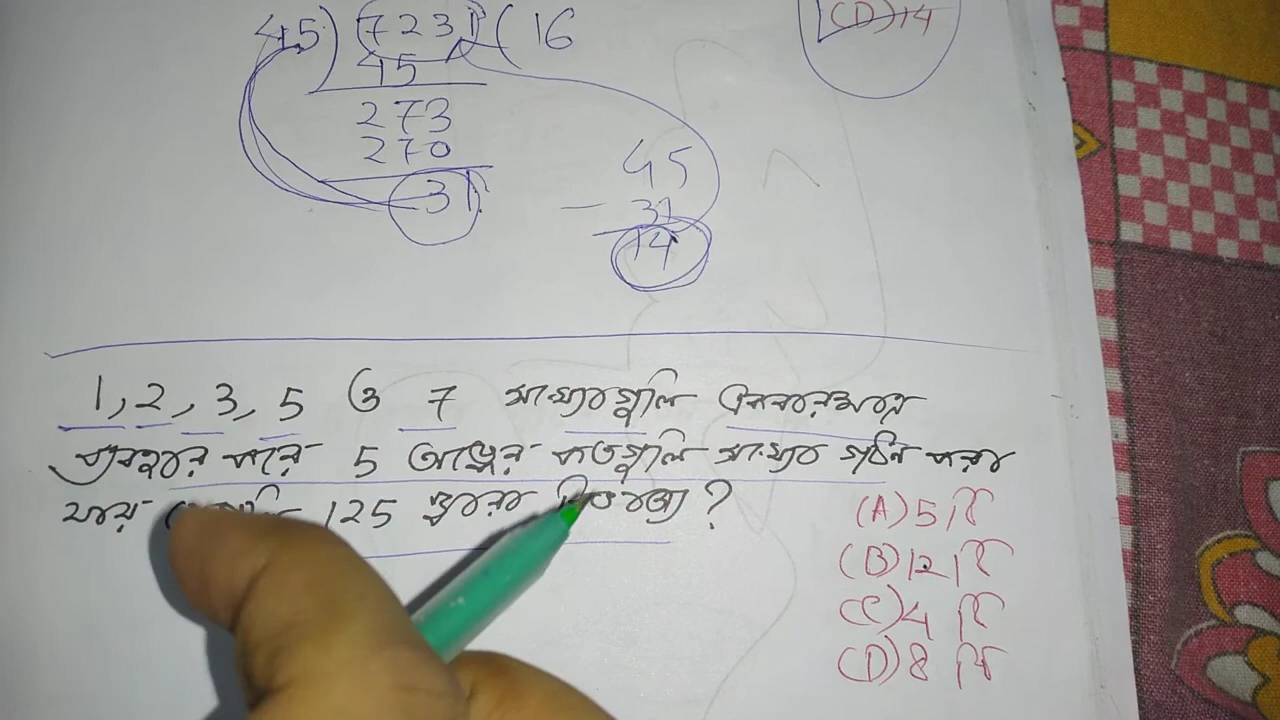 (D) 14
45) 7231 ( 16
45
273
270
31
45
- 31
14
1, 2, 3, 5 ও 7 সংখ্যাগুলি একবারমাত্র
ব্যবহার করে 5 অঙ্কের কতগুলি সংখ্যা গঠন করা
যায় 125 দ্বারা বিভাজ্য ?
(A) 5 টি
(B) 12 টি
(C) 4 টি
(D) 8 টি